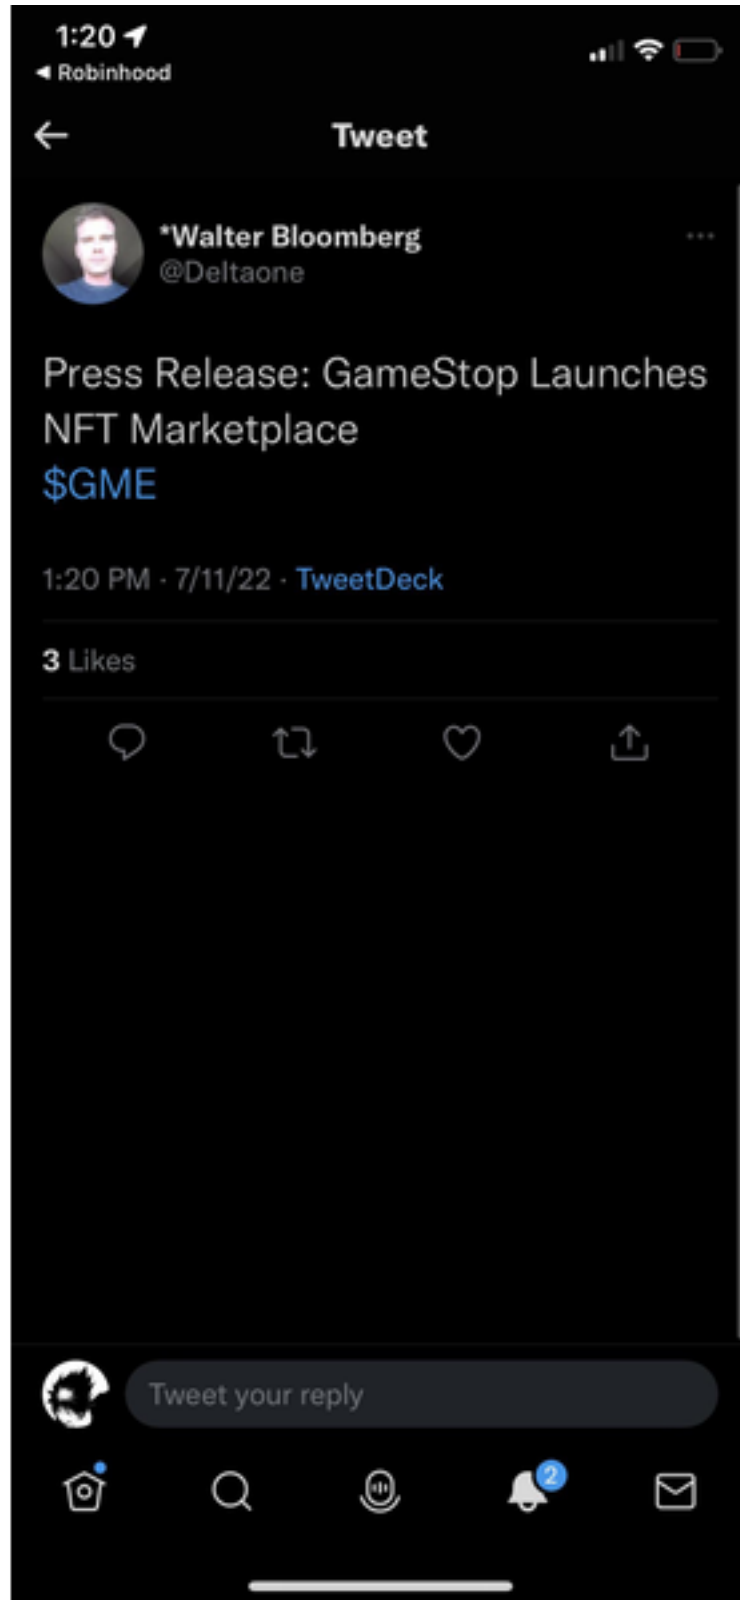 1:20
◀ Robinhood
Tweet
*Walter Bloomberg
@Deltaone
Press Release: GameStop Launches
NFT Marketplace
$GME
1:20 PM · 7/11/22 · TweetDeck
3 Likes
Tweet your reply
2